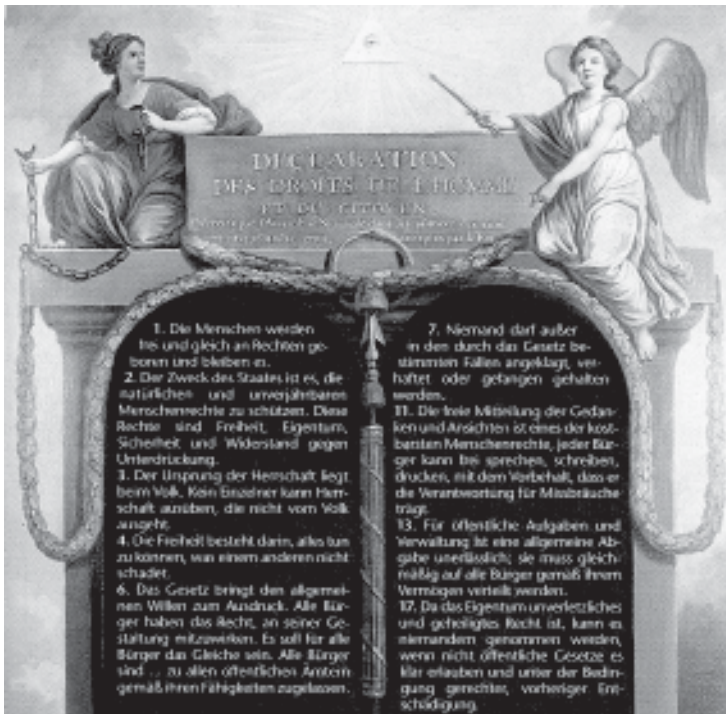 DECLARATION
DES DROITS DE L'HOMME
ET DU CITOYEN
1. Die Menschen werden
frei und gleich an Rechten ge-
boren und bleiben es.
2. Der Zweck des Staates ist es, die
natürlichen und unverjährbaren
Menschenrechte zu schützen. Diese
Rechte sind Freiheit, Eigentum,
Sicherheit und Widerstand gegen
Unterdrückung.
3. Der Ursprung der Herrschaft liegt
beim Volk. Kein Einzelner kann Herr-
schaft ausüben, die nicht vom Volk
ausgeht.
4. Die Freiheit besteht darin, alles tun
zu können, was einem anderen nicht
schadet.
6. Das Gesetz bringt den allgemei-
nen Willen zum Ausdruck. Alle Bür-
ger haben das Recht, an seiner Ge-
staltung mitzuwirken. Es soll für alle
Bürger das Gleiche sein. Alle Bürger
sind ... zu allen öffentlichen Ämtern
gemäß ihren Fähigkeiten zugelassen.
7. Niemand darf außer
in den durch das Gesetz be-
stimmten Fällen angeklagt, ver-
haftet oder gefangen gehalten
werden.
11. Die freie Mitteilung der Gedan-
ken und Ansichten ist eines der kost-
barsten Menschenrechte, jeder Bür-
ger kann frei sprechen, schreiben,
drucken, mit dem Vorbehalt, dass er
die Verantwortung für Missbräuche
trägt.
13. Für öffentliche Aufgaben und
Verwaltung ist eine allgemeine Ab-
gabe unerlässlich; sie muss gleich-
mäßig auf alle Bürger gemäß ihrem
Vermögen verteilt werden.
17. Da das Eigentum unverletzliches
und geheiligtes Recht ist, kann es
niemandem genommen werden,
wenn nicht öffentliche Gesetze es
klar erlauben und unter der Bedin-
gung gerechter, vorheriger Ent-
schädigung.